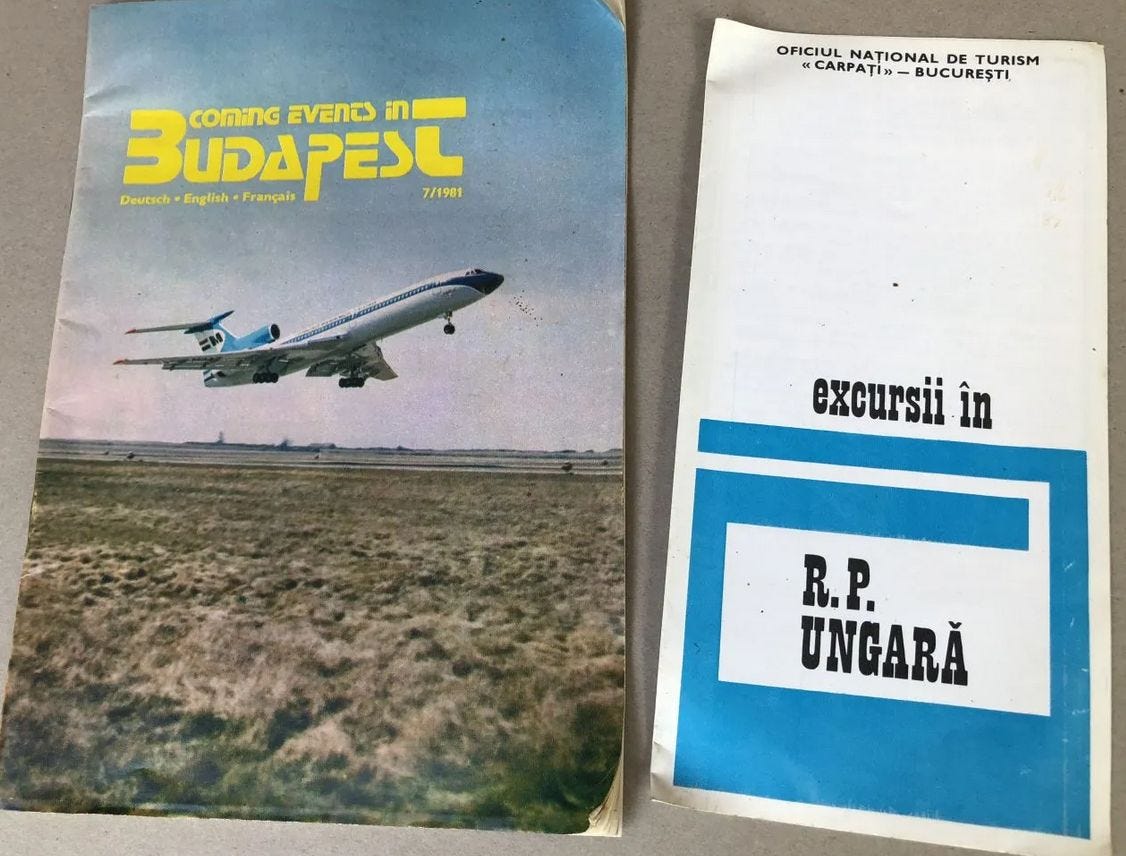 COMING EVENTS IN
BUDAPEST
Deutsch • English • Français
7/1981
OFICIUL NAȚIONAL DE TURISM
«CARPAȚI» — BUCUREȘTI
excursii în
R. P.
UNGARĂ